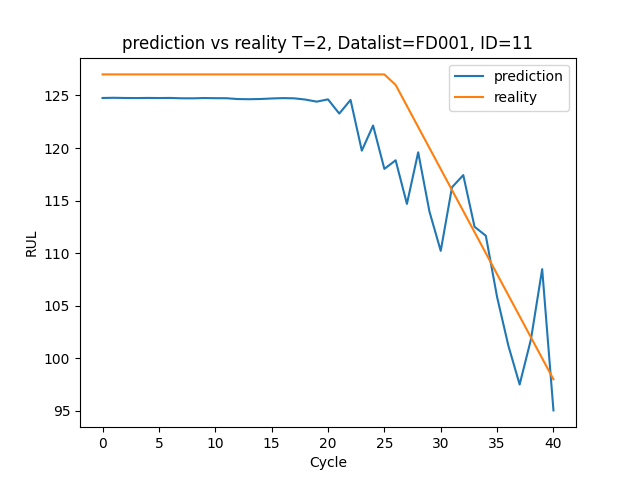 prediction vs reality T=2, Datalist=FD001, ID=11
prediction
reality
RUL
125
120
115
110
105
100
95
0 5 10 15 20 25 30 35 40
Cycle